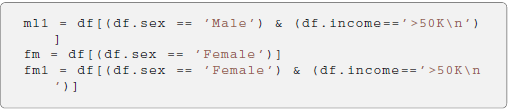 ml1 = df[(df.sex == 'Male') & (df.income=='>50K\n')
]
fm = df[(df.sex == 'Female')]
fm1 = df[(df.sex == 'Female') & (df.income=='>50K\n
')]